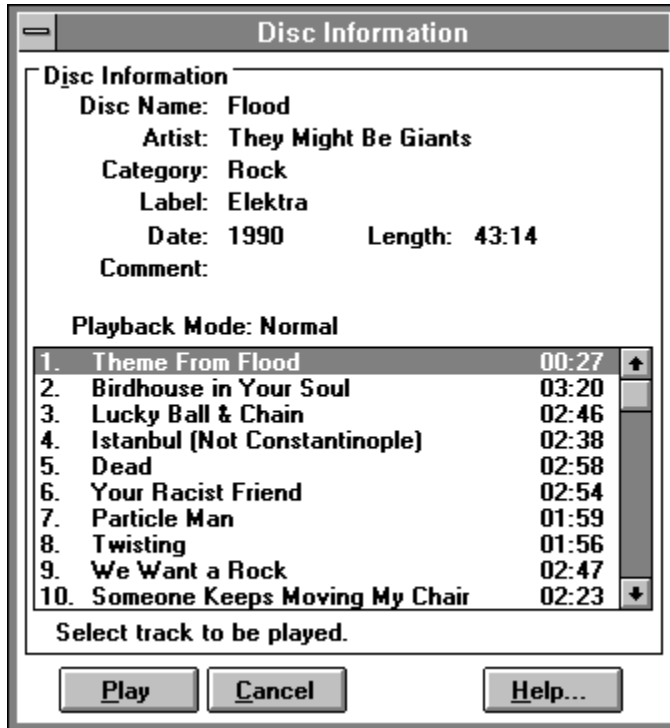 Disc Information
Disc Information
Disc Name: Flood
Artist: They Might Be Giants
Category: Rock
Label: Elektra
Date: 1990 Length: 43:14
Comment:
Playback Mode: Normal
1. Theme From Flood 00:27
2. Birdhouse in Your Soul 03:20
3. Lucky Ball & Chain 02:46
4. Istanbul (Not Constantinople) 02:38
5. Dead 02:58
6. Your Racist Friend 02:54
7. Particle Man 01:59
8. Twisting 01:56
9. We Want a Rock 02:47
10. Someone Keeps Moving My Chair 02:23
Select track to be played.
Play Cancel Help...